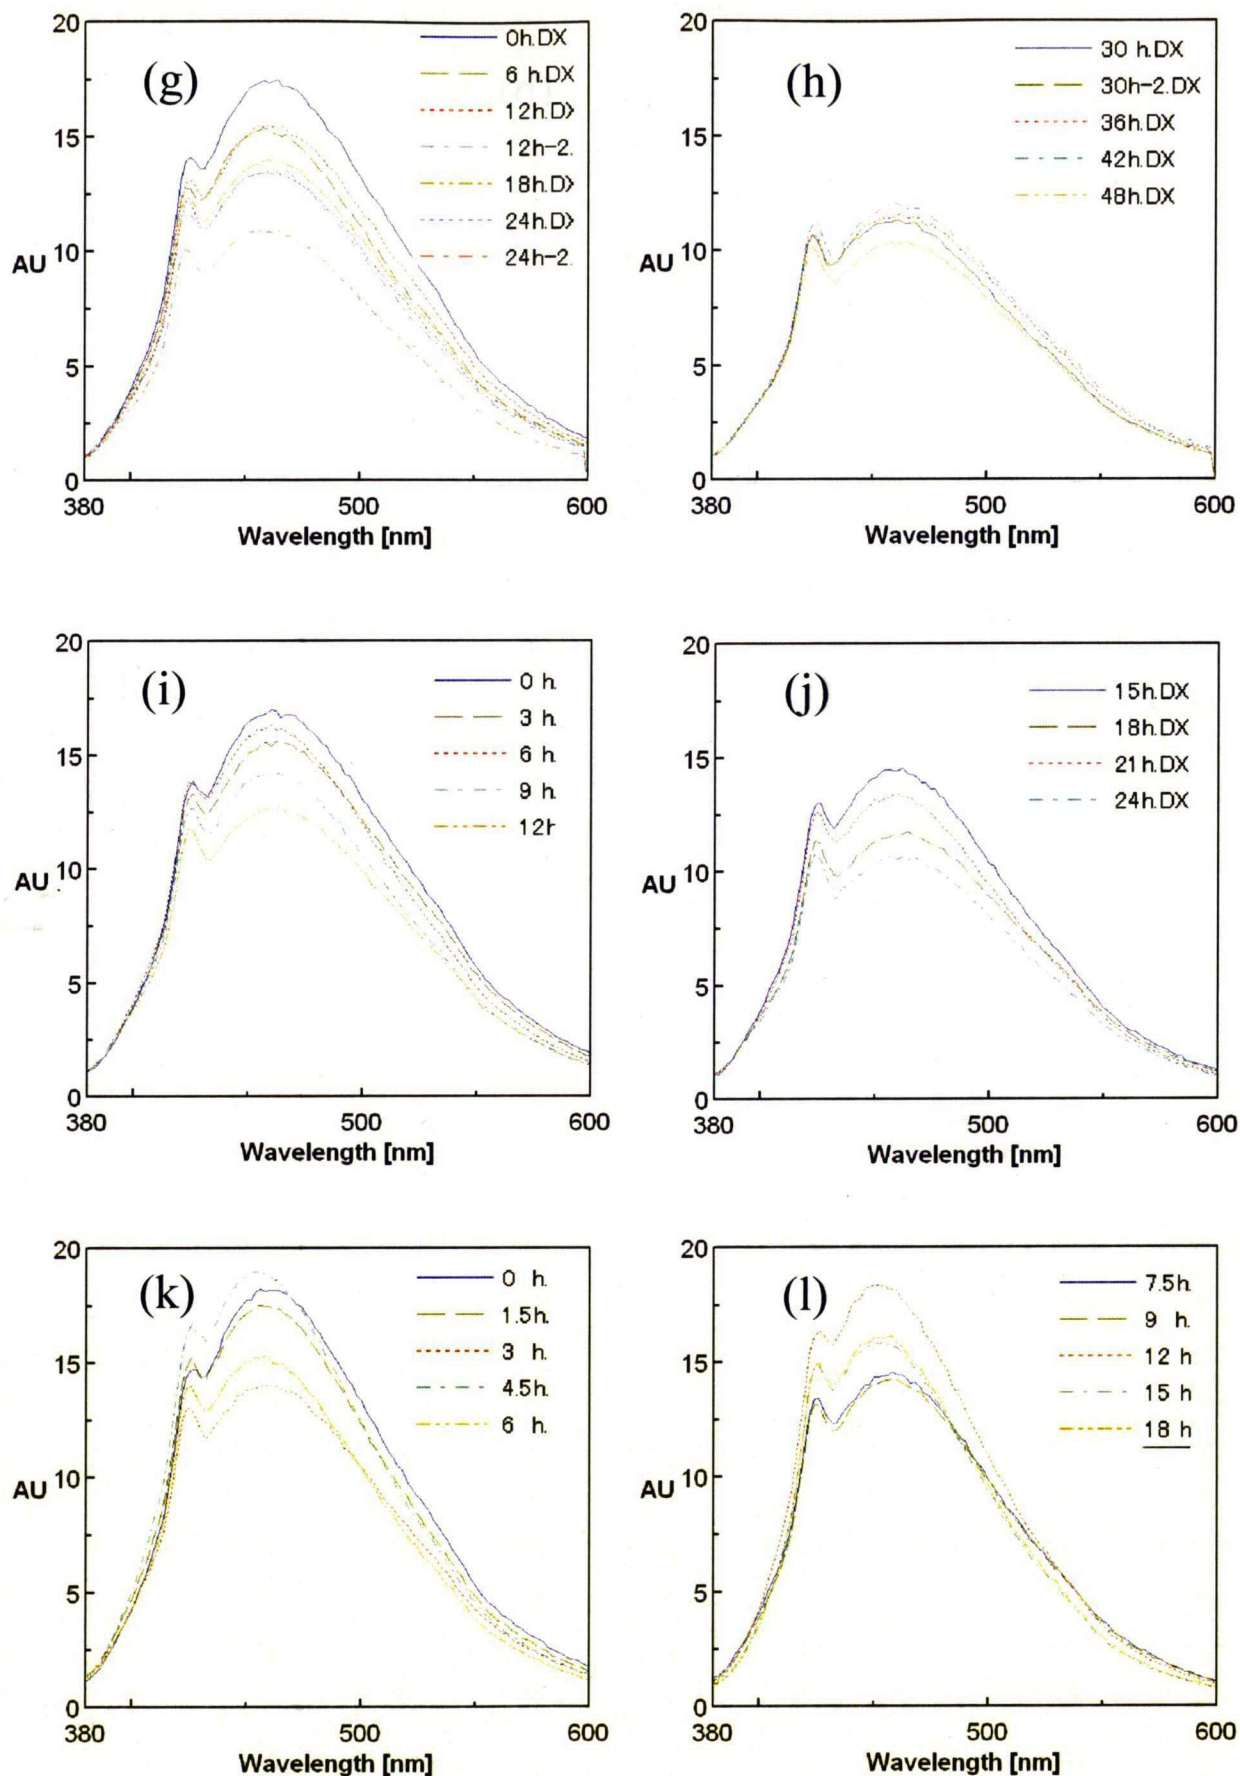 (g)
20
15
10
5
0
AU
0h.DX
6 h.DX
12h.D
12h-2.
18h.D
24h.D
24h-2.
380
500
600
Wavelength [nm]
(h)
20
15
10
5
0
AU
30 h.DX
30h-2.DX
36h.DX
42h.DX
48h.DX
380
500
600
Wavelength [nm]
(i)
20
15
10
5
0
AU
0 h.
3 h.
6 h.
9 h.
12h
380
500
600
Wavelength [nm]
(j)
20
15
10
5
0
AU
15h.DX
18h.DX
21h.DX
24h.DX
380
500
600
Wavelength [nm]
(k)
20
15
10
5
0
AU
0 h.
1.5h.
3 h.
4.5h.
6 h.
380
500
600
Wavelength [nm]
(l)
20
15
10
5
0
AU
7.5h.
9 h.
12 h
15 h
18 h
380
500
600
Wavelength [nm]